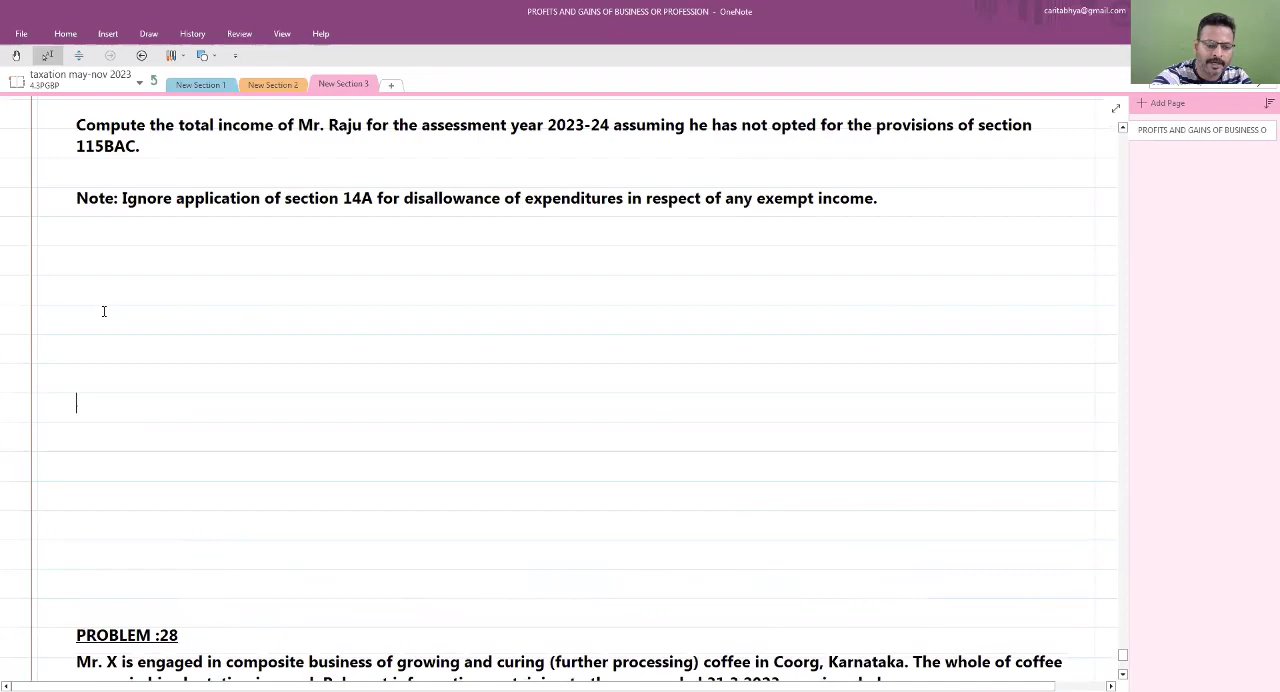 PROFITS AND GAINS OF BUSINESS OR PROFESSION - OneNote
caritabhya@gmail.com
File Home Insert Draw History Review View Help
taxation may-nov 2023
4.3PGBP
New Section 1 New Section 2 New Section 3
Add Page
PROFITS AND GAINS OF BUSINESS O
Compute the total income of Mr. Raju for the assessment year 2023-24 assuming he has not opted for the provisions of section
115BAC.
Note: Ignore application of section 14A for disallowance of expenditures in respect of any exempt income.
PROBLEM :28
Mr. X is engaged in composite business of growing and curing (further processing) coffee in Coorg, Karnataka. The whole of coffee